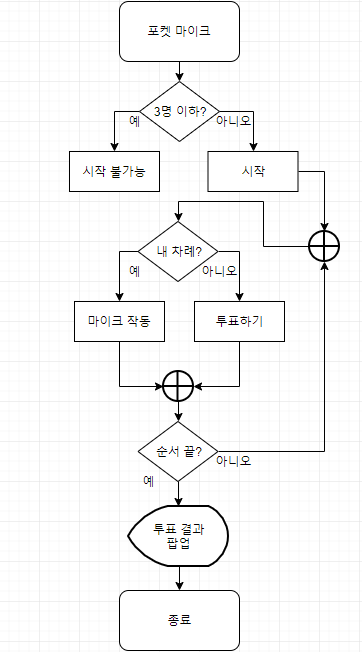 포켓 마이크
3명 이하?
예
아니오
시작 불가능
시작
내 차례?
예
아니오
마이크 작동
투표하기
순서 끝?
아니오
예
투표 결과
팝업
종료